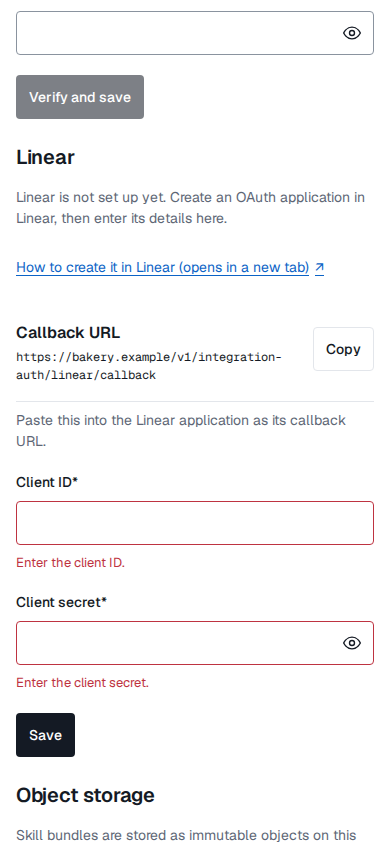 Verify and save
Linear
Linear is not set up yet. Create an OAuth application in
Linear, then enter its details here.
How to create it in Linear (opens in a new tab)
Callback URL
https://bakery.example/v1/integration-
auth/linear/callback
Copy
Paste this into the Linear application as its callback
URL.
Client ID*
Enter the client ID.
Client secret*
Enter the client secret.
Save
Object storage
Skill bundles are stored as immutable objects on this